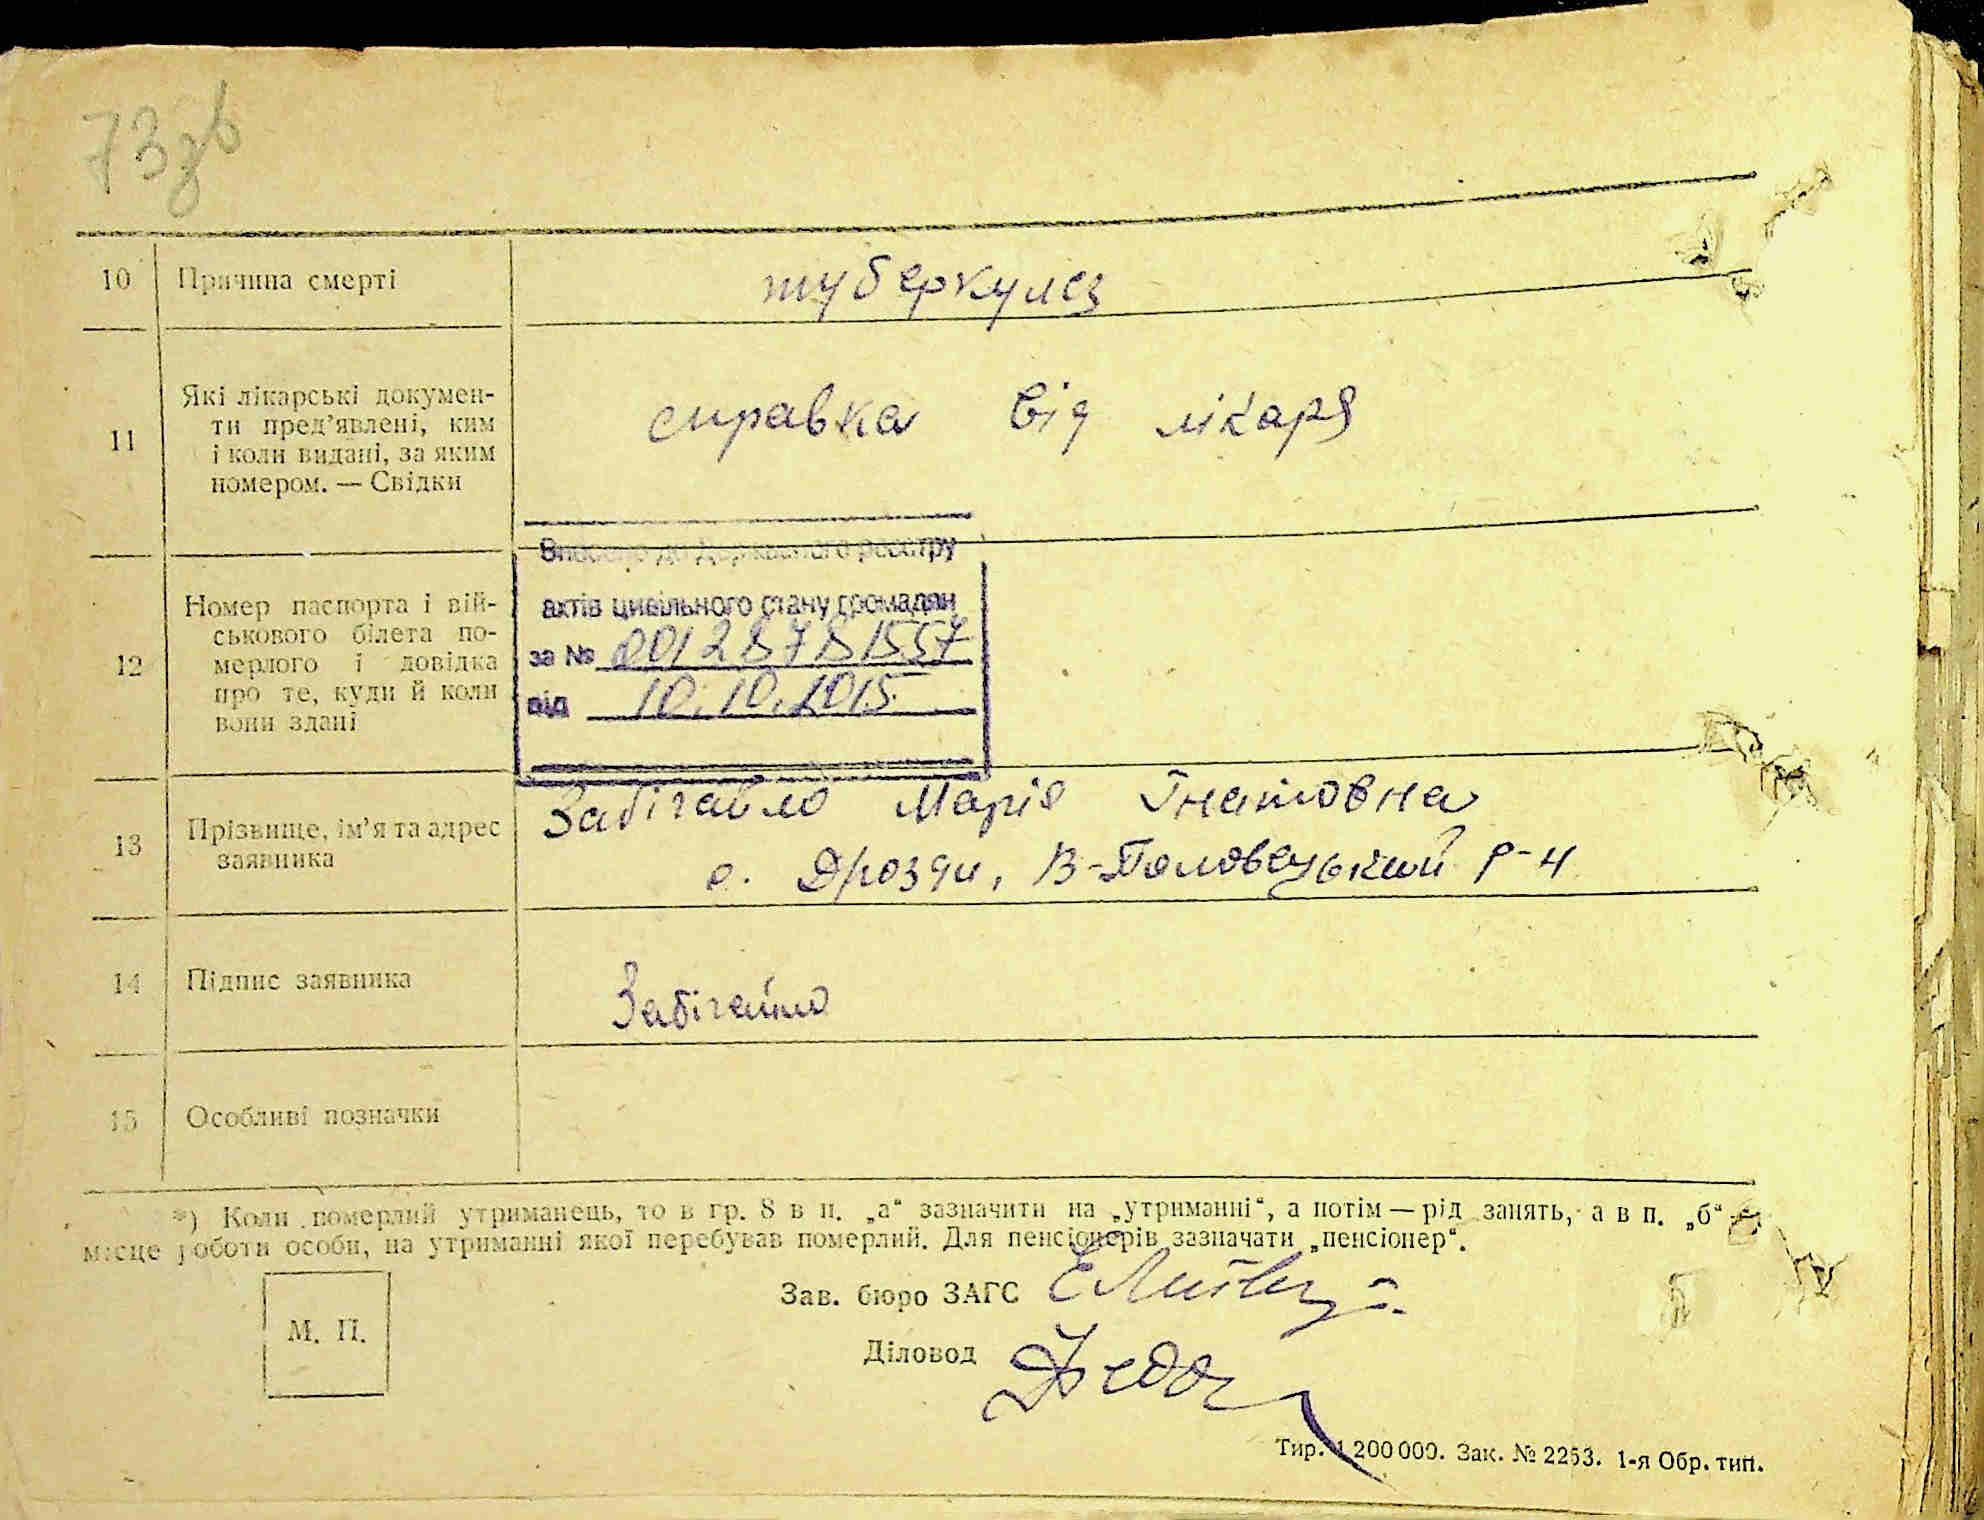 73зв
10 Причина смерті туберкулез
11 Які лікарські докумен-
ти пред’явлені, ким
і коли видані, за яким
номером. — Свідки
справка від лікаря
12 Номер паспорта і вій-
ськового білета по-
мерлого і довідка
про те, куди й коли
вони здані
Внесено до Державного реєстру
актів цивільного стану громадян
за № 00128781557
від 10.10.2015
13 Прізвище, ім’я та адрес
заявника
Забігайло Марія Гнатовна
с. Дрозди, В-Половецький р-н
14 Підпис заявника Забігайло
15 Особливі позначки
*) Коли померлий утриманець, то в гр. 8 в п. „а“ зазначити на „утриманні“, а потім — рід занять, а в п. „б“ —
місце роботи особи, на утриманні якої перебував померлий. Для пенсіонерів зазначати „пенсіонер“.
М. П.
Зав. бюро ЗАГС
Діловод
Тир. 1 200 000. Зак. № 2253. 1-я Обр. тип.